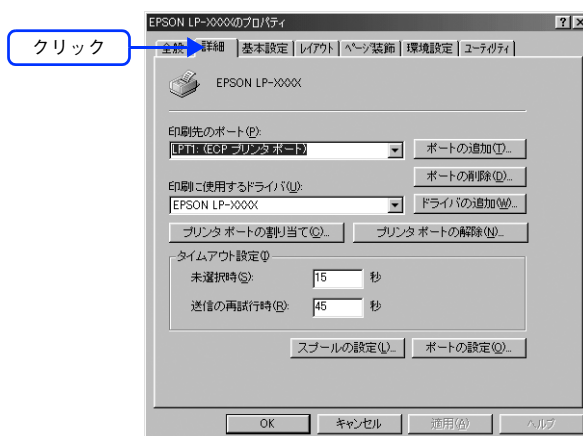 EPSON LP-XXXXのプロパティ
クリック
全般 詳細 基本設定 レイアウト ページ装飾 環境設定 ユーティリティ
EPSON LP-XXXX
印刷先のポート(P):
LPT1: (ECP プリンタ ポート) ポートの追加(T)...
ポートの削除(D)...
印刷に使用するドライバ(U):
EPSON LP-XXXX ドライバの追加(W)...
プリンタ ポートの割り当て(C)... プリンタ ポートの解除(N)...
タイムアウト設定
未選択時(S): 15 秒
送信の再試行時(R): 45 秒
スプールの設定(L)... ポートの設定(O)...
OK キャンセル 適用(A) ヘルプ